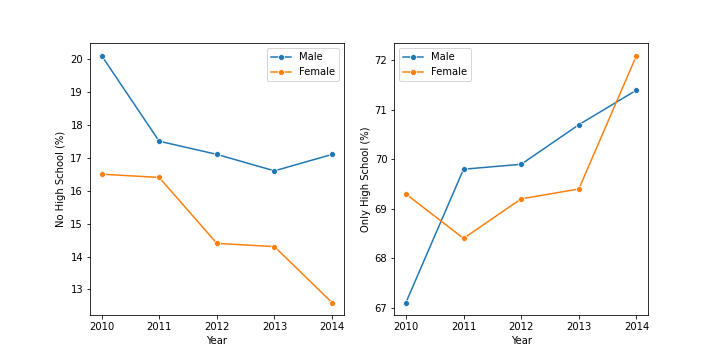 No High School (%)
20
19
18
17
16
15
14
13
Male
Female
2010 2011 2012 2013 2014
Year
Only High School (%)
72
71
70
69
68
67
Male
Female
2010 2011 2012 2013 2014
Year